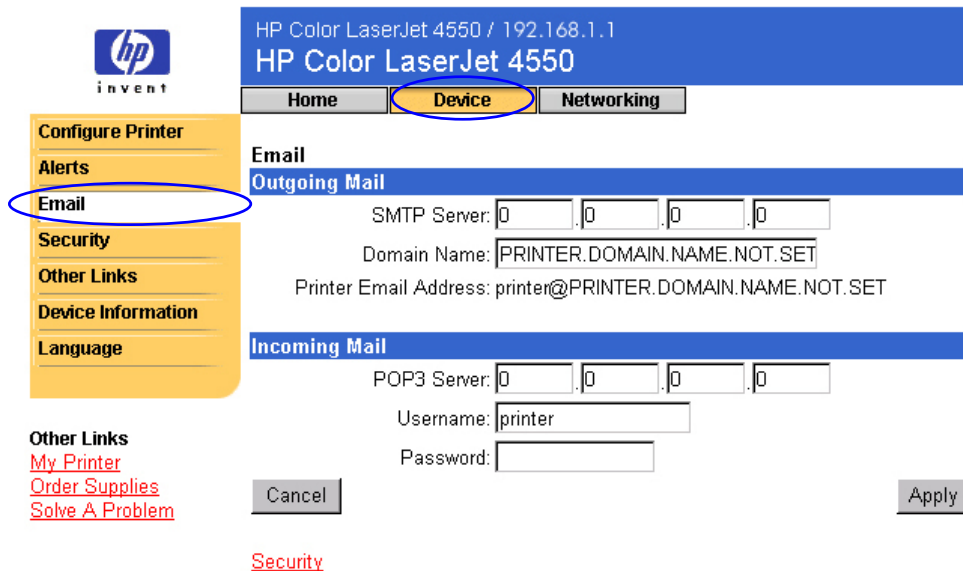 hp
invent
HP Color LaserJet 4550 / 192.168.1.1
HP Color LaserJet 4550
Home Device Networking
Configure Printer
Alerts
Email
Security
Other Links
Device Information
Language
Other Links
My Printer
Order Supplies
Solve A Problem
Email
Outgoing Mail
SMTP Server: 0 . 0 . 0 . 0
Domain Name: PRINTER.DOMAIN.NAME.NOT.SET
Printer Email Address: printer@PRINTER.DOMAIN.NAME.NOT.SET
Incoming Mail
POP3 Server: 0 . 0 . 0 . 0
Username: printer
Password:
Cancel Apply
Security